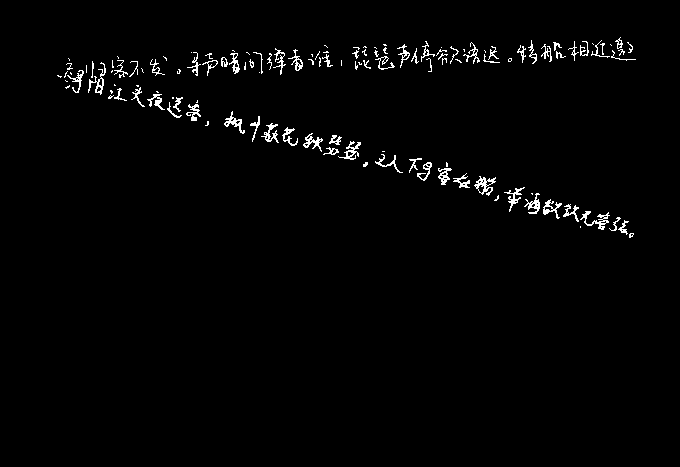 客不发。寻声暗问弹者谁，琵琶声停欲语迟。移船相近邀
浔阳江头夜送客，枫叶荻花秋瑟瑟。主人下马客在船，举酒欲饮无管弦。